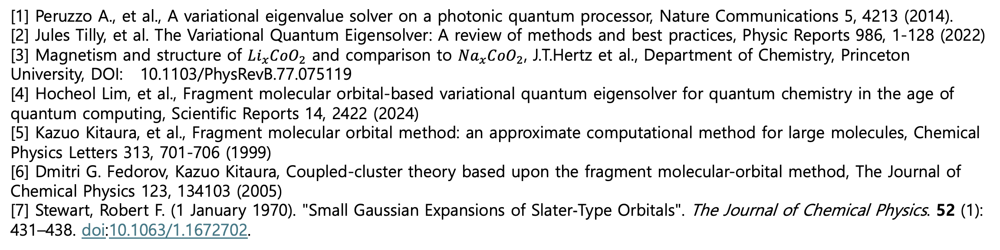 [1] Peruzzo A., et al., A variational eigenvalue solver on a photonic quantum processor, Nature Communications 5, 4213 (2014).
[2] Jules Tilly, et al. The Variational Quantum Eigensolver: A review of methods and best practices, Physic Reports 986, 1-128 (2022)
[3] Magnetism and structure of LiₓCoO₂ and comparison to NaₓCoO₂, J.T.Hertz et al., Department of Chemistry, Princeton
University, DOI: 10.1103/PhysRevB.77.075119
[4] Hocheol Lim, et al., Fragment molecular orbital-based variational quantum eigensolver for quantum chemistry in the age of
quantum computing, Scientific Reports 14, 2422 (2024)
[5] Kazuo Kitaura, et al., Fragment molecular orbital method: an approximate computational method for large molecules, Chemical
Physics Letters 313, 701-706 (1999)
[6] Dmitri G. Fedorov, Kazuo Kitaura, Coupled-cluster theory based upon the fragment molecular-orbital method, The Journal of
Chemical Physics 123, 134103 (2005)
[7] Stewart, Robert F. (1 January 1970). "Small Gaussian Expansions of Slater-Type Orbitals". The Journal of Chemical Physics. 52 (1):
431–438. doi:10.1063/1.1672702.